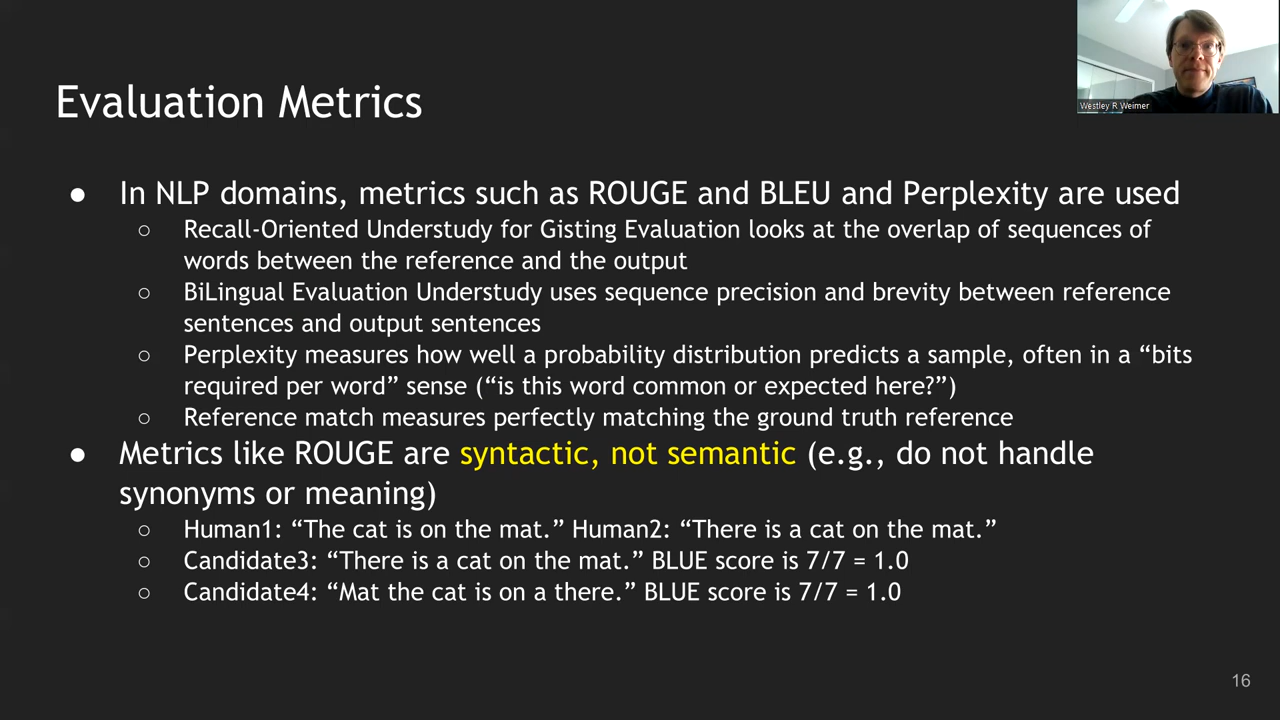 Westley R Weimer
Evaluation Metrics
● In NLP domains, metrics such as ROUGE and BLEU and Perplexity are used
○ Recall-Oriented Understudy for Gisting Evaluation looks at the overlap of sequences of
words between the reference and the output
○ BiLingual Evaluation Understudy uses sequence precision and brevity between reference
sentences and output sentences
○ Perplexity measures how well a probability distribution predicts a sample, often in a “bits
required per word” sense (“is this word common or expected here?”)
○ Reference match measures perfectly matching the ground truth reference
● Metrics like ROUGE are syntactic, not semantic (e.g., do not handle
synonyms or meaning)
○ Human1: “The cat is on the mat.” Human2: “There is a cat on the mat.”
○ Candidate3: “There is a cat on the mat.” BLUE score is 7/7 = 1.0
○ Candidate4: “Mat the cat is on a there.” BLUE score is 7/7 = 1.0
16